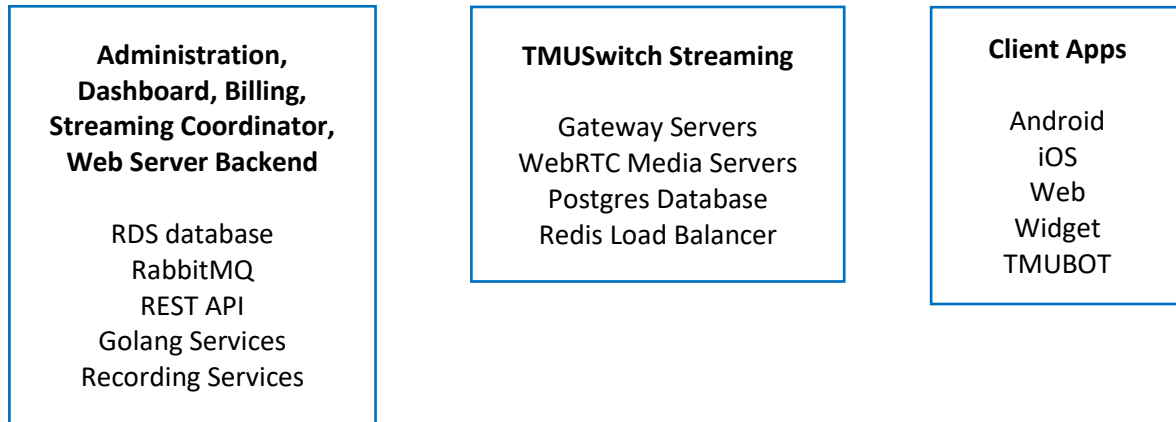 Administration,
Dashboard, Billing,
Streaming Coordinator,
Web Server Backend
RDS database
RabbitMQ
REST API
Golang Services
Recording Services
TMUSwitch Streaming
Gateway Servers
WebRTC Media Servers
Postgres Database
Redis Load Balancer
Client Apps
Android
iOS
Web
Widget
TMUBOT